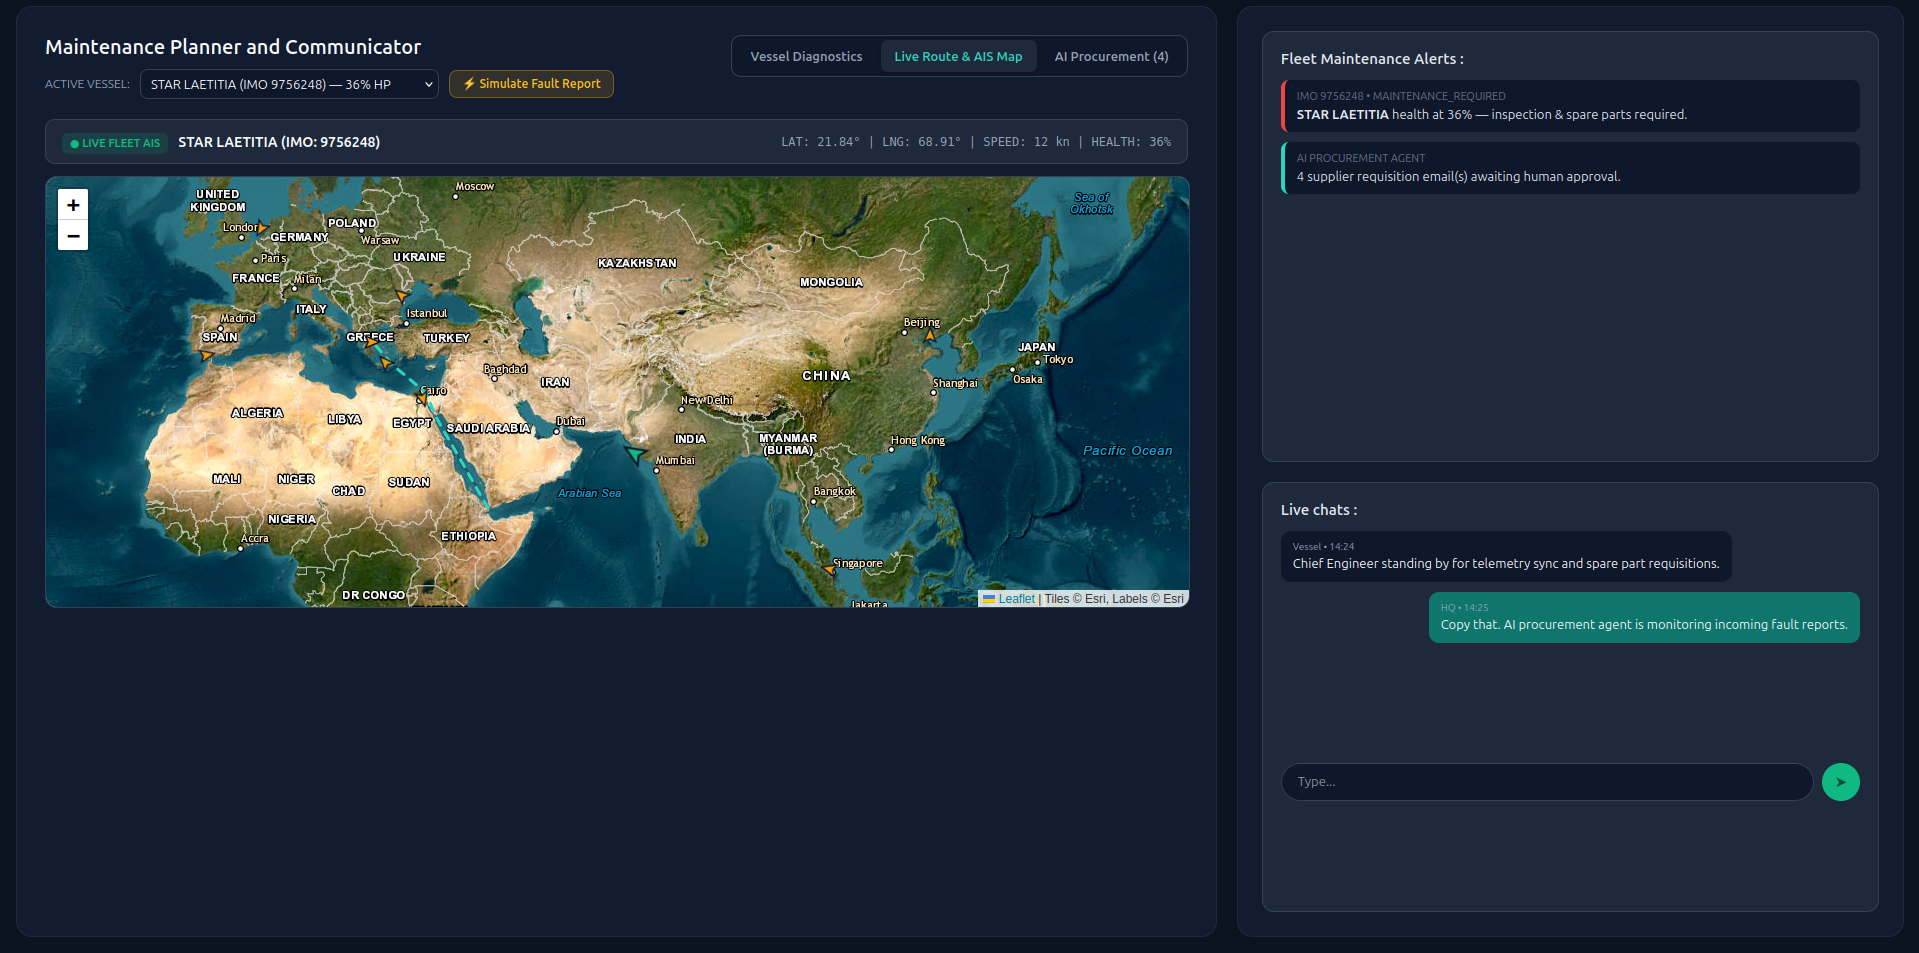 Maintenance Planner and Communicator
ACTIVE VESSEL:
STAR LAETITIA (IMO 9756248) — 36% HP
⚡ Simulate Fault Report
Vessel Diagnostics
Live Route & AIS Map
AI Procurement (4)
● LIVE FLEET AIS
STAR LAETITIA (IMO: 9756248)
LAT: 21.84° | LNG: 68.91° | SPEED: 12 kn | HEALTH: 36%
+
−
Moscow
UNITED
KINGDOM
London
POLAND
Warsaw
GERMANY
Paris
UKRAINE
FRANCE
Milan
ITALY
Madrid
SPAIN
Istanbul
GREECE
TURKEY
KAZAKHSTAN
MONGOLIA
Sea of
Okhotsk
Beijing
JAPAN
Tokyo
Osaka
CHINA
Shanghai
Baghdad
IRAN
Cairo
New Delhi
ALGERIA
LIBYA
EGYPT
SAUDI ARABIA
Dubai
INDIA
MYANMAR
(BURMA)
Hong Kong
Pacific Ocean
Mumbai
MALI
NIGER
CHAD
SUDAN
Arabian Sea
Bangkok
NIGERIA
Accra
ETHIOPIA
Singapore
DR CONGO
Jakarta
Leaflet | Tiles © Esri, Labels © Esri
Fleet Maintenance Alerts :
IMO 9756248 • MAINTENANCE_REQUIRED
STAR LAETITIA health at 36% — inspection & spare parts required.
AI PROCUREMENT AGENT
4 supplier requisition email(s) awaiting human approval.
Live chats :
Vessel • 14:24
Chief Engineer standing by for telemetry sync and spare part requisitions.
HQ • 14:25
Copy that. AI procurement agent is monitoring incoming fault reports.
Type...
➤